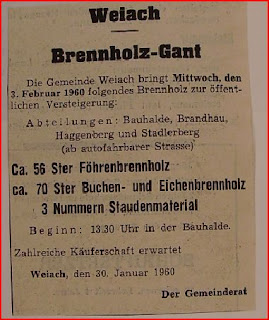 Weiach
Brennholz-Gant
Die Gemeinde Weiach bringt Mittwoch, den
3. Februar 1960 folgendes Brennholz zur öffent-
lichen Versteigerung:
Abteilungen: Bauhalde, Brandhau,
Haggenberg und Stadlerberg
(ab autofahrbarer Strasse)
Ca. 56 Ster Föhrenbrennholz
ca. 70 Ster Buchen- und Eichenbrennholz
3 Nummern Staudenmaterial
Beginn: 13.30 Uhr in der Bauhalde.
Zahlreiche Käuferschaft erwartet
Weiach, den 30. Januar 1960
Der Gemeinderat